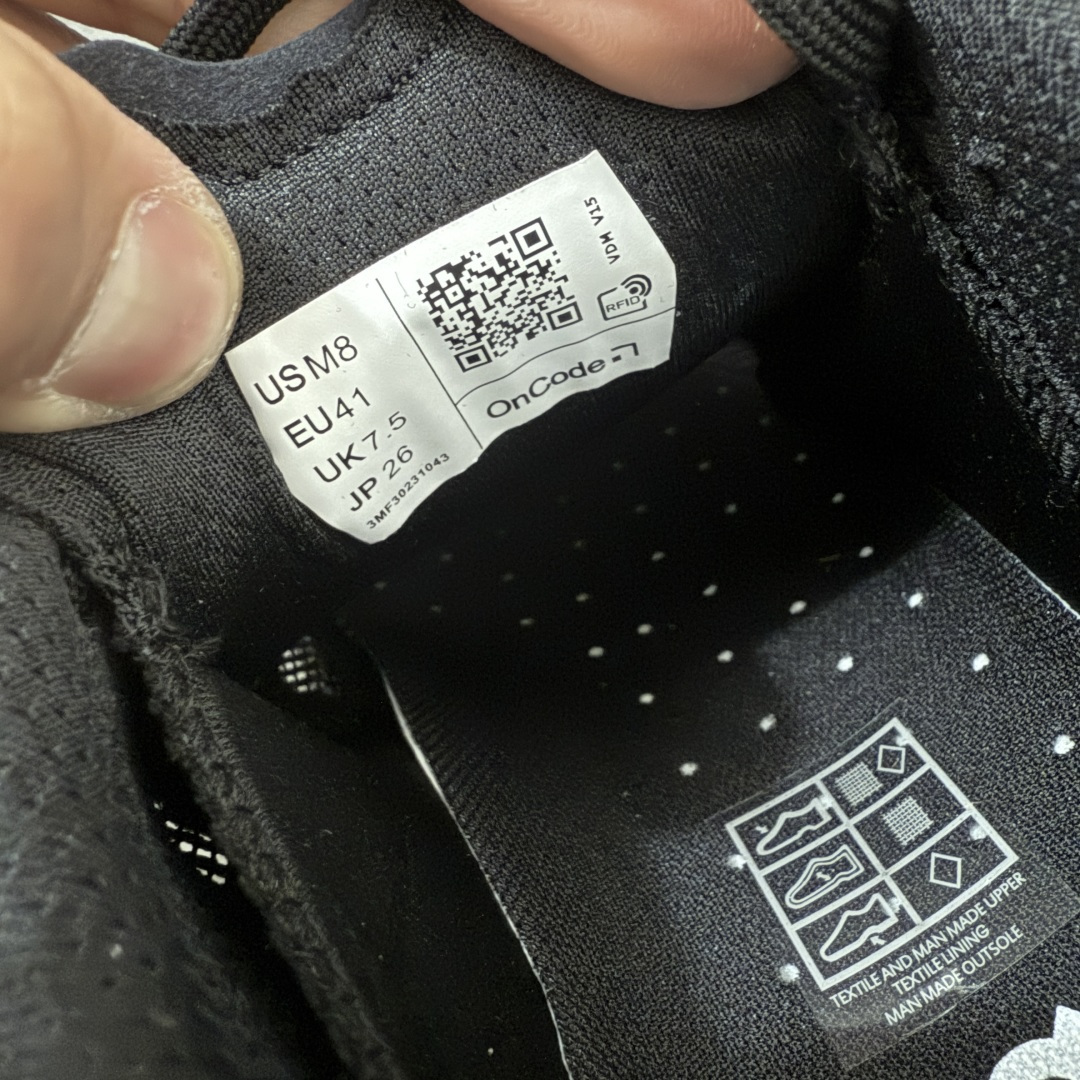 US M8
EU 41
UK 7.5
JP 26
3MF30231043
VDM V15
RFID
OnCode
TEXTILE AND MAN MADE UPPER
TEXTILE LINING
MAN MADE OUTSOLE